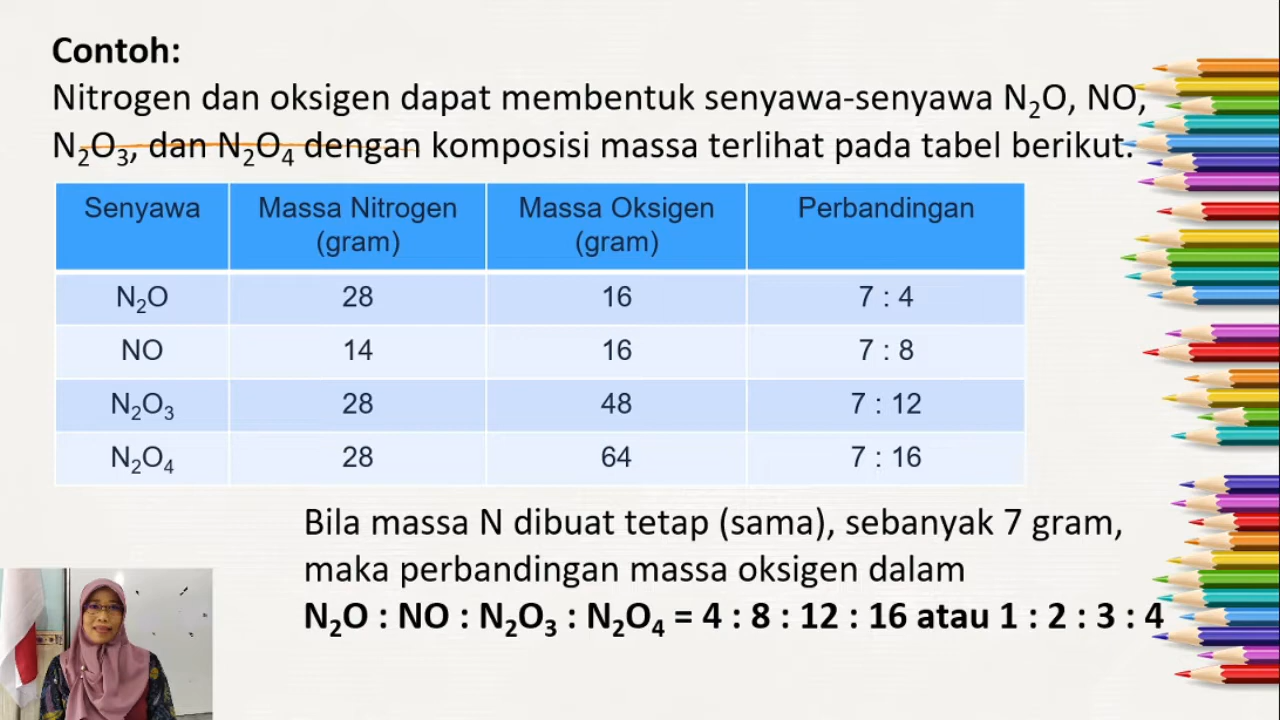 Contoh:
Nitrogen dan oksigen dapat membentuk senyawa-senyawa N₂O, NO,
N₂O₃, dan N₂O₄ dengan komposisi massa terlihat pada tabel berikut.
Senyawa Massa Nitrogen (gram) Massa Oksigen (gram) Perbandingan
N₂O 28 16 7 : 4
NO 14 16 7 : 8
N₂O₃ 28 48 7 : 12
N₂O₄ 28 64 7 : 16
Bila massa N dibuat tetap (sama), sebanyak 7 gram,
maka perbandingan massa oksigen dalam
N₂O : NO : N₂O₃ : N₂O₄ = 4 : 8 : 12 : 16 atau 1 : 2 : 3 : 4